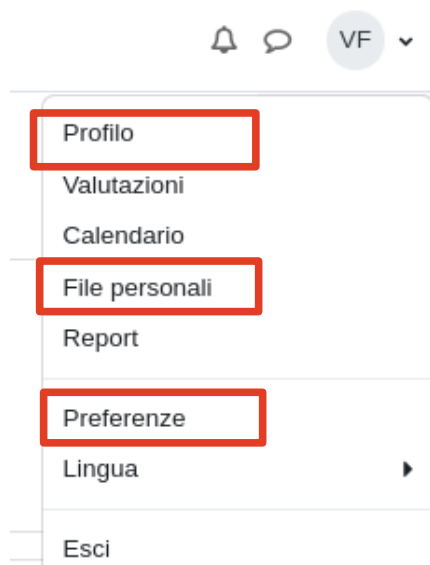 VF
Profilo
Valutazioni
Calendario
File personali
Report
Preferenze
Lingua
Esci